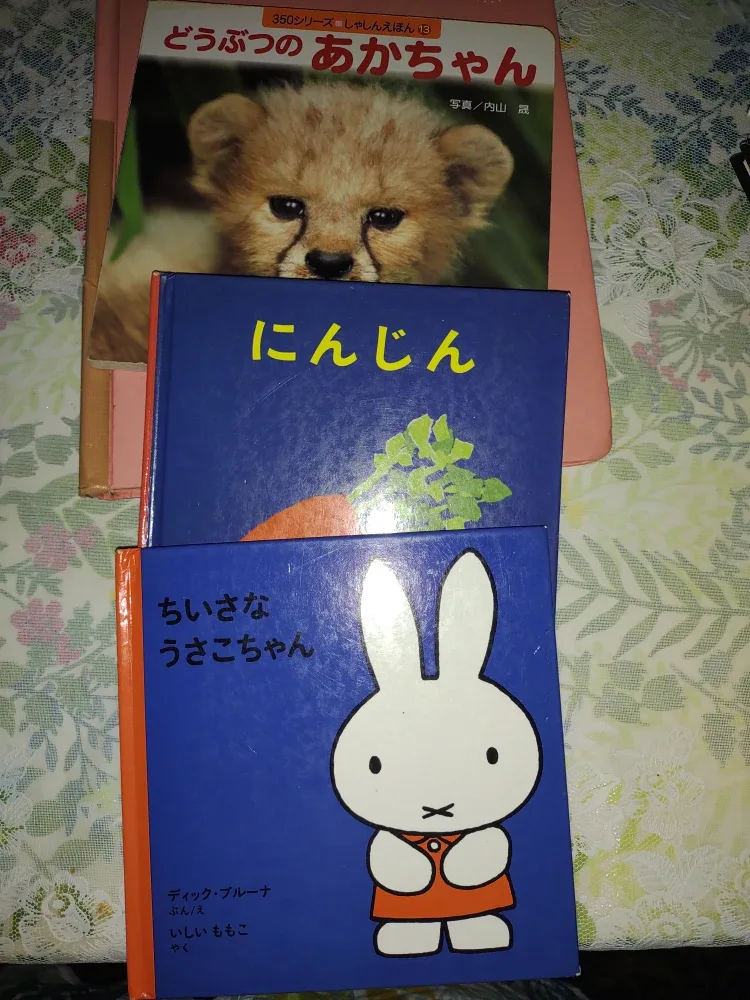 350シリーズ■しゃしんえほん 13
どうぶつの あかちゃん
写真／内山 晟
にんじん
ちいさな
うさこちゃん
ディック・ブルーナ
ぶん/え
いしい ももこ
やく